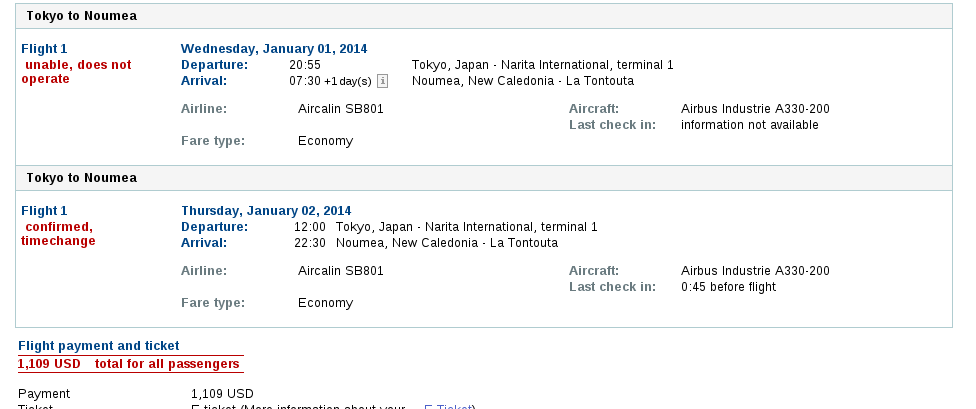 Tokyo to Noumea
Flight 1 Wednesday, January 01, 2014
unable, does not operate
Departure: 20:55 Tokyo, Japan - Narita International, terminal 1
Arrival: 07:30 +1 day(s) i Noumea, New Caledonia - La Tontouta
Airline: Aircalin SB801 Aircraft: Airbus Industrie A330-200
Last check in: information not available
Fare type: Economy
Tokyo to Noumea
Flight 1 Thursday, January 02, 2014
confirmed, timechange
Departure: 12:00 Tokyo, Japan - Narita International, terminal 1
Arrival: 22:30 Noumea, New Caledonia - La Tontouta
Airline: Aircalin SB801 Aircraft: Airbus Industrie A330-200
Last check in: 0:45 before flight
Fare type: Economy
Flight payment and ticket
1,109 USD total for all passengers
Payment 1,109 USD
Ticket E-ticket (More information about your E-Ticket)